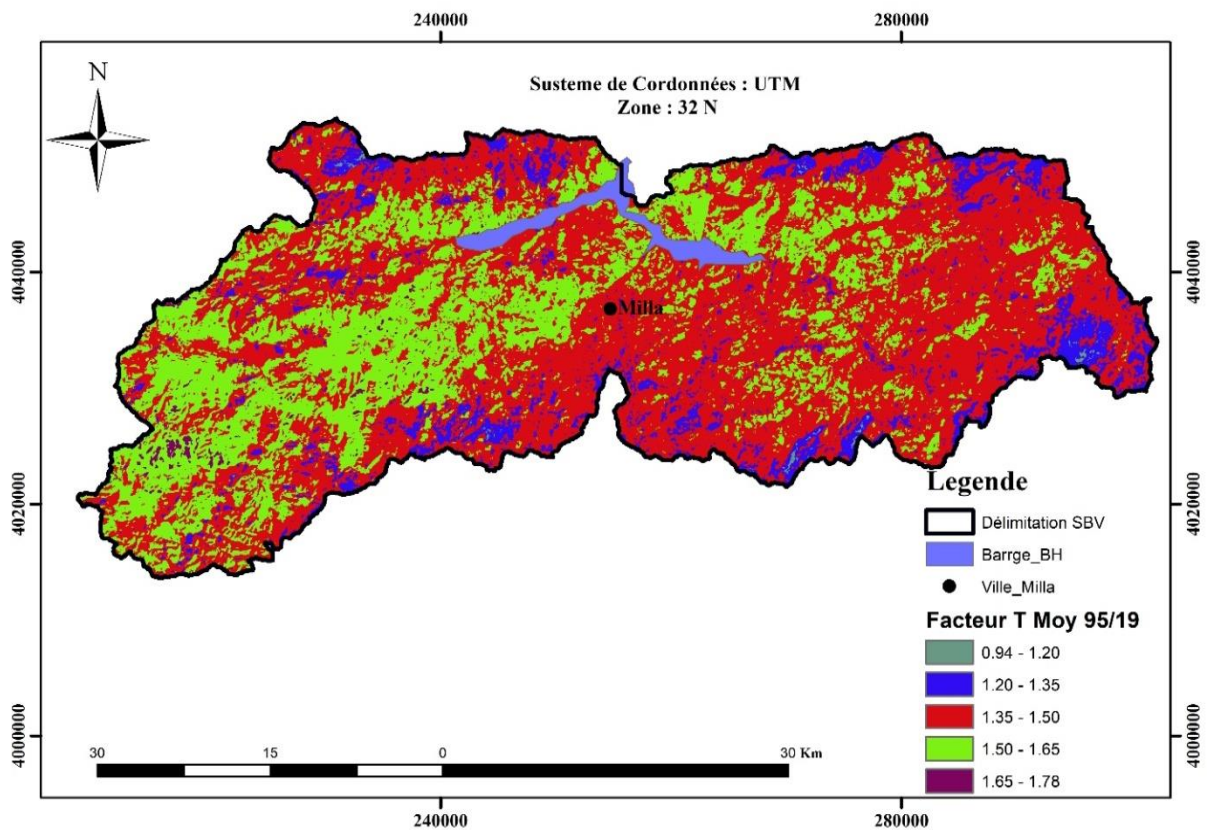 240000
280000
N
Susteme de Cordonnées : UTM
Zone : 32 N
4040000
4040000
Milla
4020000
4020000
Legende
Délimitation SBV
Barrge_BH
Ville_Milla
Facteur T Moy 95/19
0.94 - 1.20
1.20 - 1.35
1.35 - 1.50
1.50 - 1.65
1.65 - 1.78
4000000
4000000
30 15 0 30 Km
240000
280000